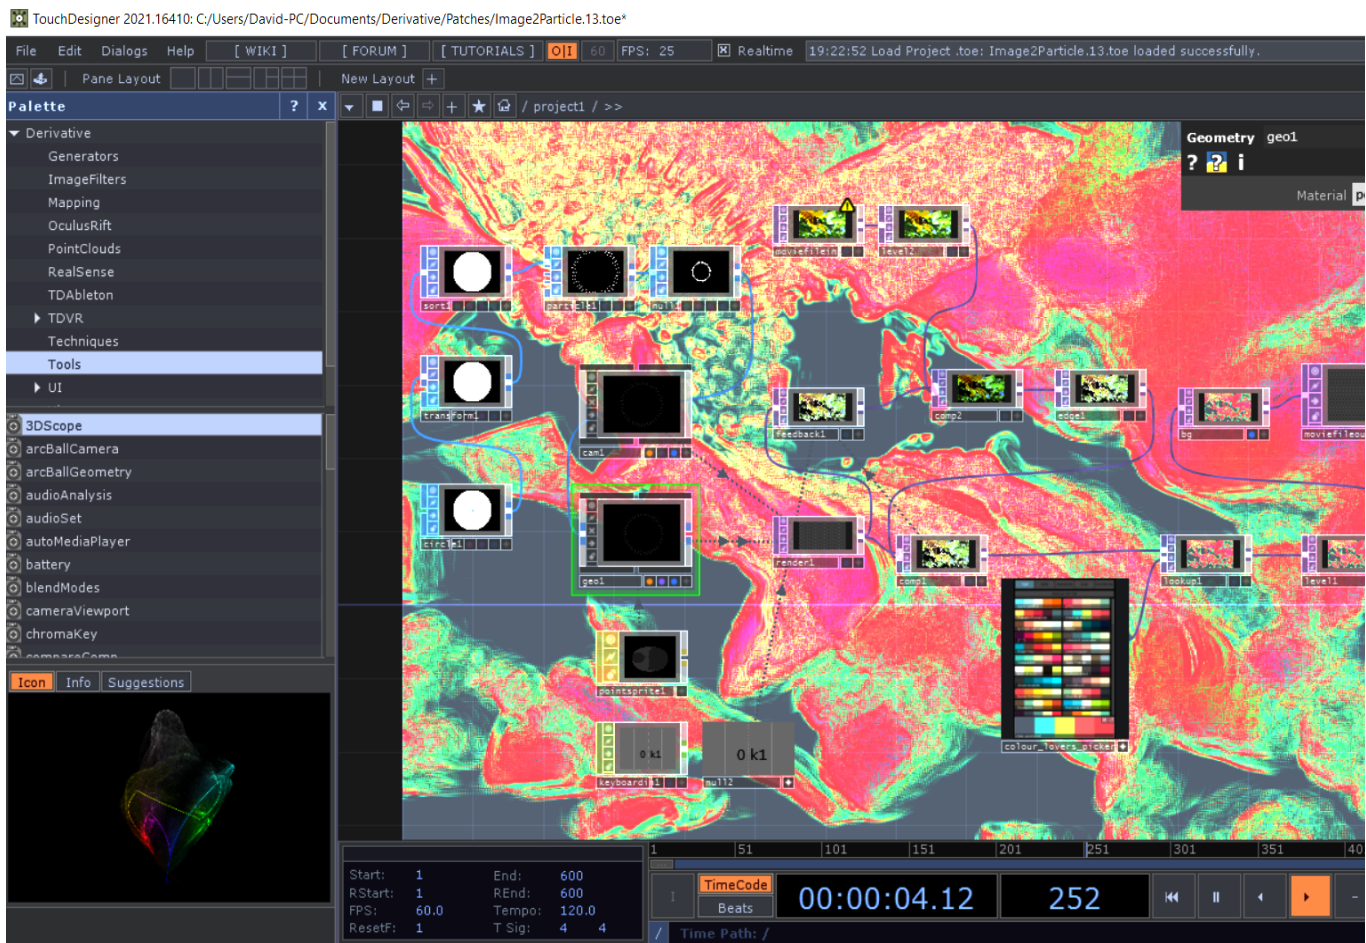 TouchDesigner 2021.16410: C:/Users/David-PC/Documents/Derivative/Patches/Image2Particle.13.toe*
File Edit Dialogs Help [ WIKI ] [ FORUM ] [ TUTORIALS ] O|I 60 FPS: 25 Realtime 19:22:52 Load Project .toe: Image2Particle.13.toe loaded successfully.
Pane Layout New Layout +
Palette ? x / project1 / >>
Derivative
Generators
ImageFilters
Mapping
OculusRift
PointClouds
RealSense
TDAbleton
TDVR
Techniques
Tools
UI
3DScope
arcBallCamera
arcBallGeometry
audioAnalysis
audioSet
autoMediaPlayer
battery
blendModes
cameraViewport
chromaKey
compareComp
Icon Info Suggestions
Geometry geo1
? ? i
Material
moviefilein level2
sort1 particle1 null1
transform1
cam1
feedback1
comp2 edge1
bg
moviefileou
circle1
geo1
render1
comp1
lookup1 level1
pointsprite1
colour_lovers_picker
0 k1 0 k1
keyboardin1 null2
1 51 101 151 201 251 301 351 40
Start: 1 End: 600
RStart: 1 REnd: 600
FPS: 60.0 Tempo: 120.0
ResetF: 1 T Sig: 4 4
TimeCode
Beats
00:00:04.12 252
/ Time Path: /